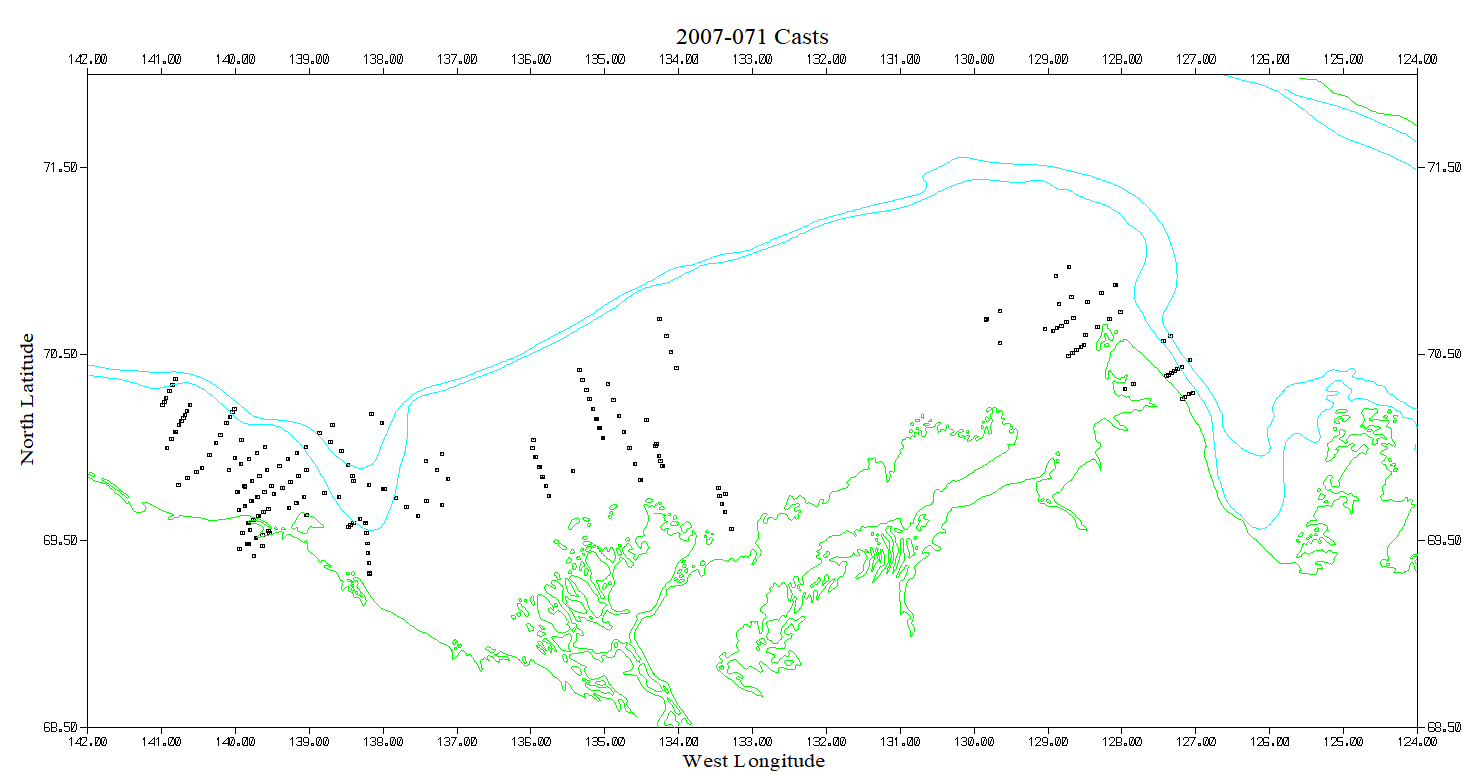 2007-071 Casts
142.00 141.00 140.00 139.00 138.00 137.00 136.00 135.00 134.00 133.00 132.00 131.00 130.00 129.00 128.00 127.00 126.00 125.00 124.00
71.50 71.50
70.50 70.50
North Latitude
69.50 69.50
68.50 68.50
142.00 141.00 140.00 139.00 138.00 137.00 136.00 135.00 134.00 133.00 132.00 131.00 130.00 129.00 128.00 127.00 126.00 125.00 124.00
West Longitude